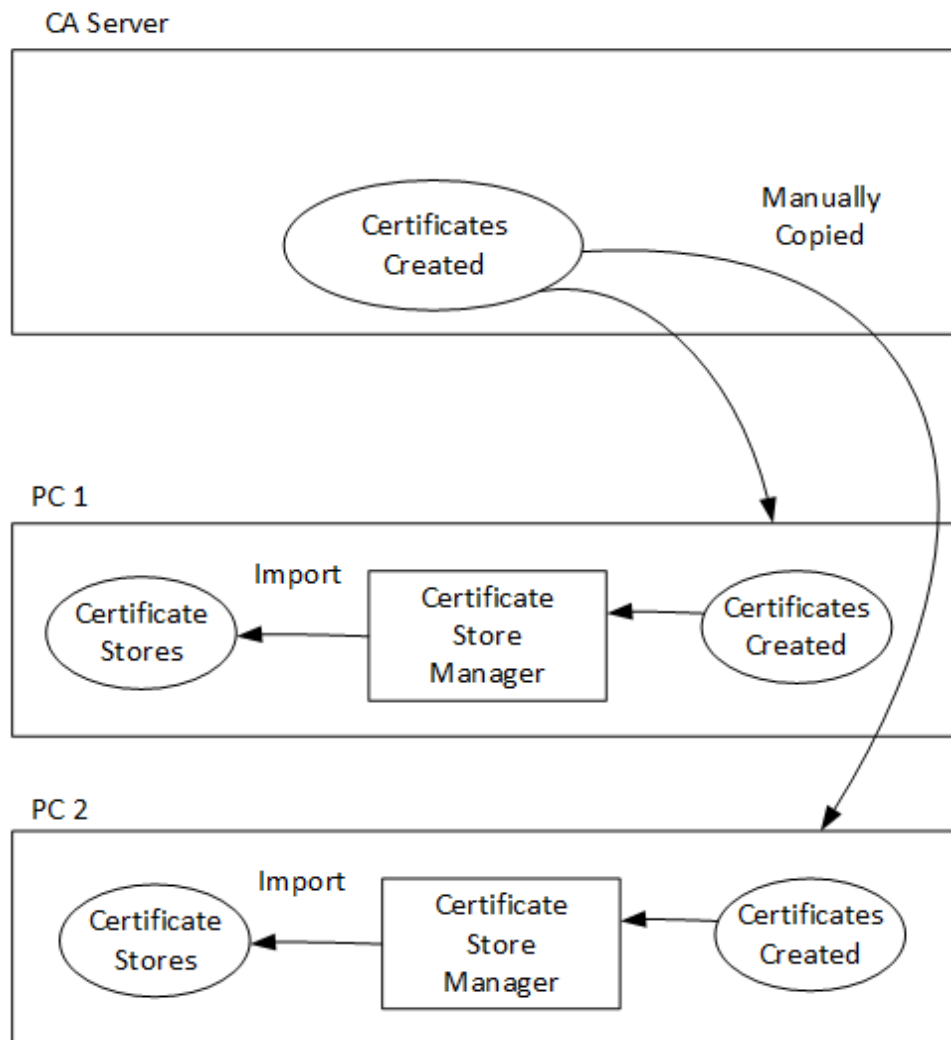 CA Server
Certificates
Created
Manually
Copied
PC 1
Import
Certificate
Stores
Certificate
Store
Manager
Certificates
Created
PC 2
Import
Certificate
Stores
Certificate
Store
Manager
Certificates
Created